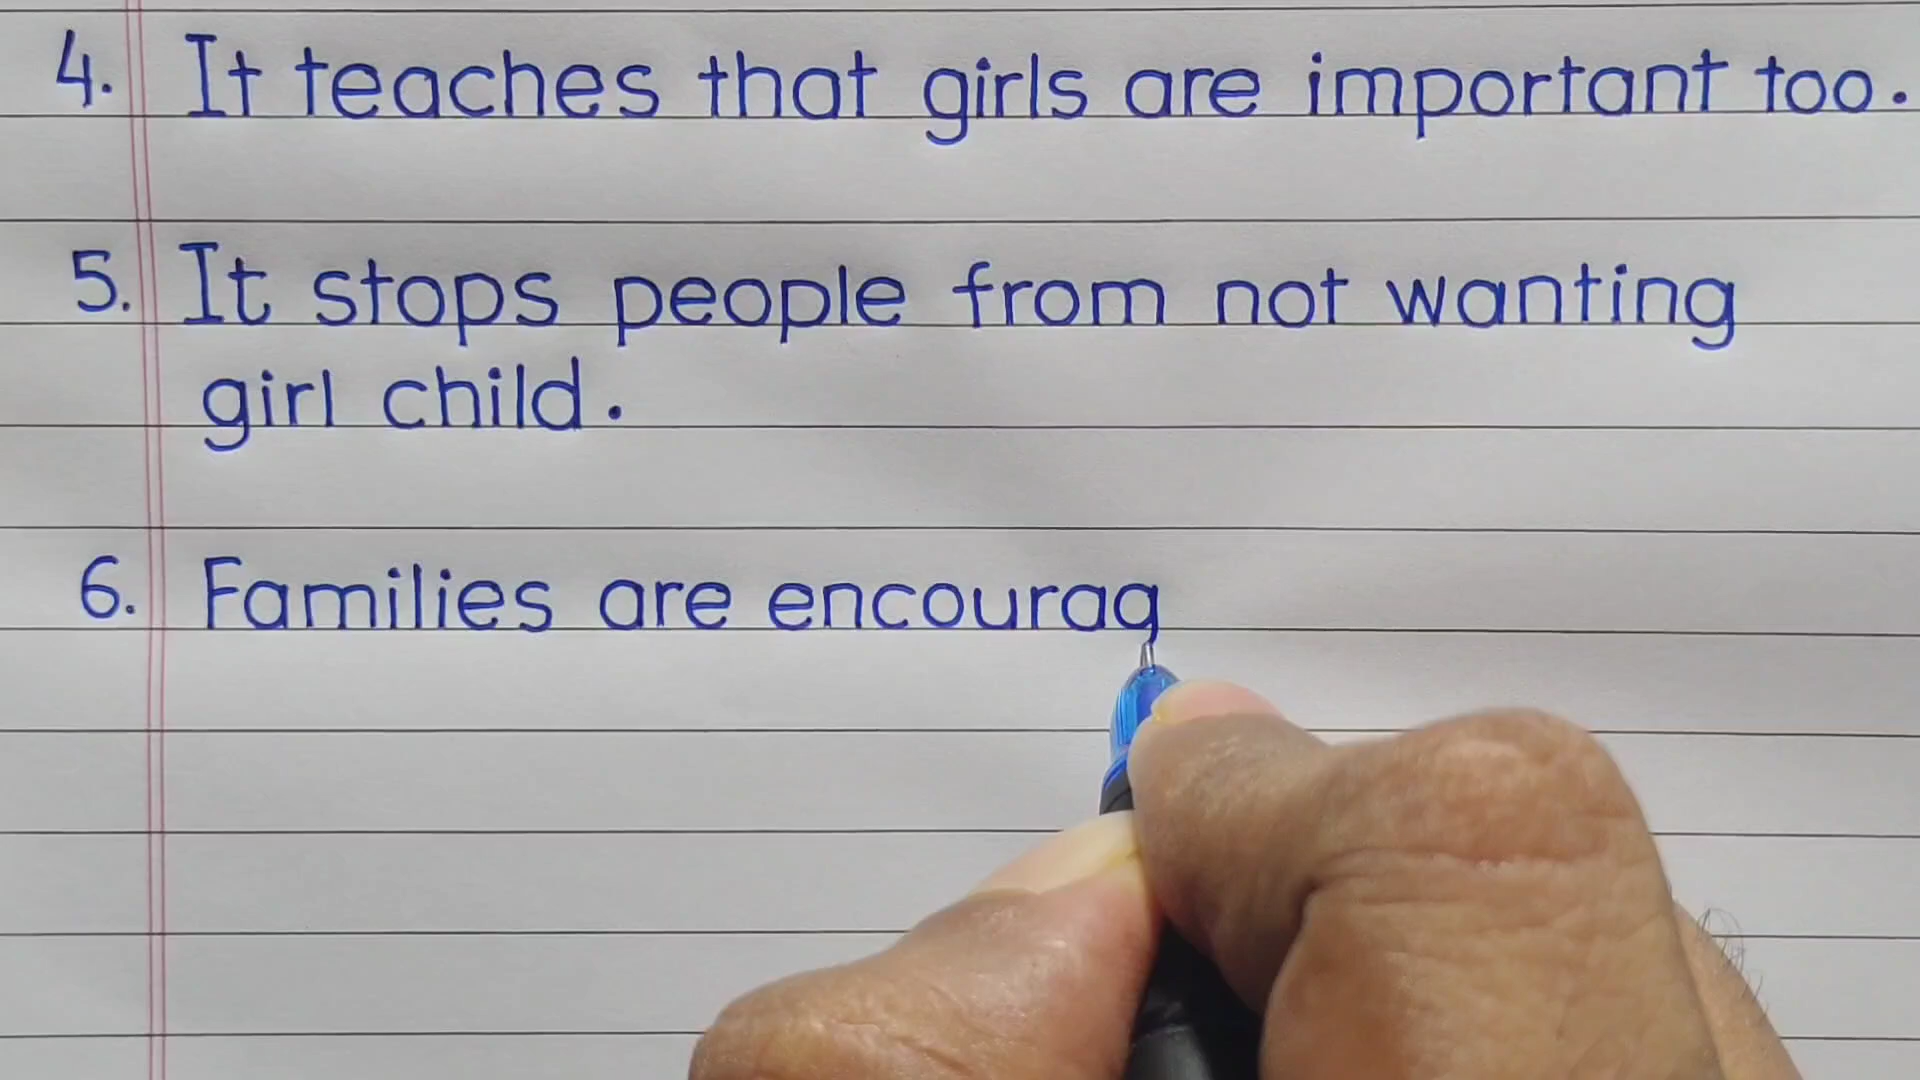 4. It teaches that girls are important too.
5. It stops people from not wanting
girl child.
6. Families are encourag